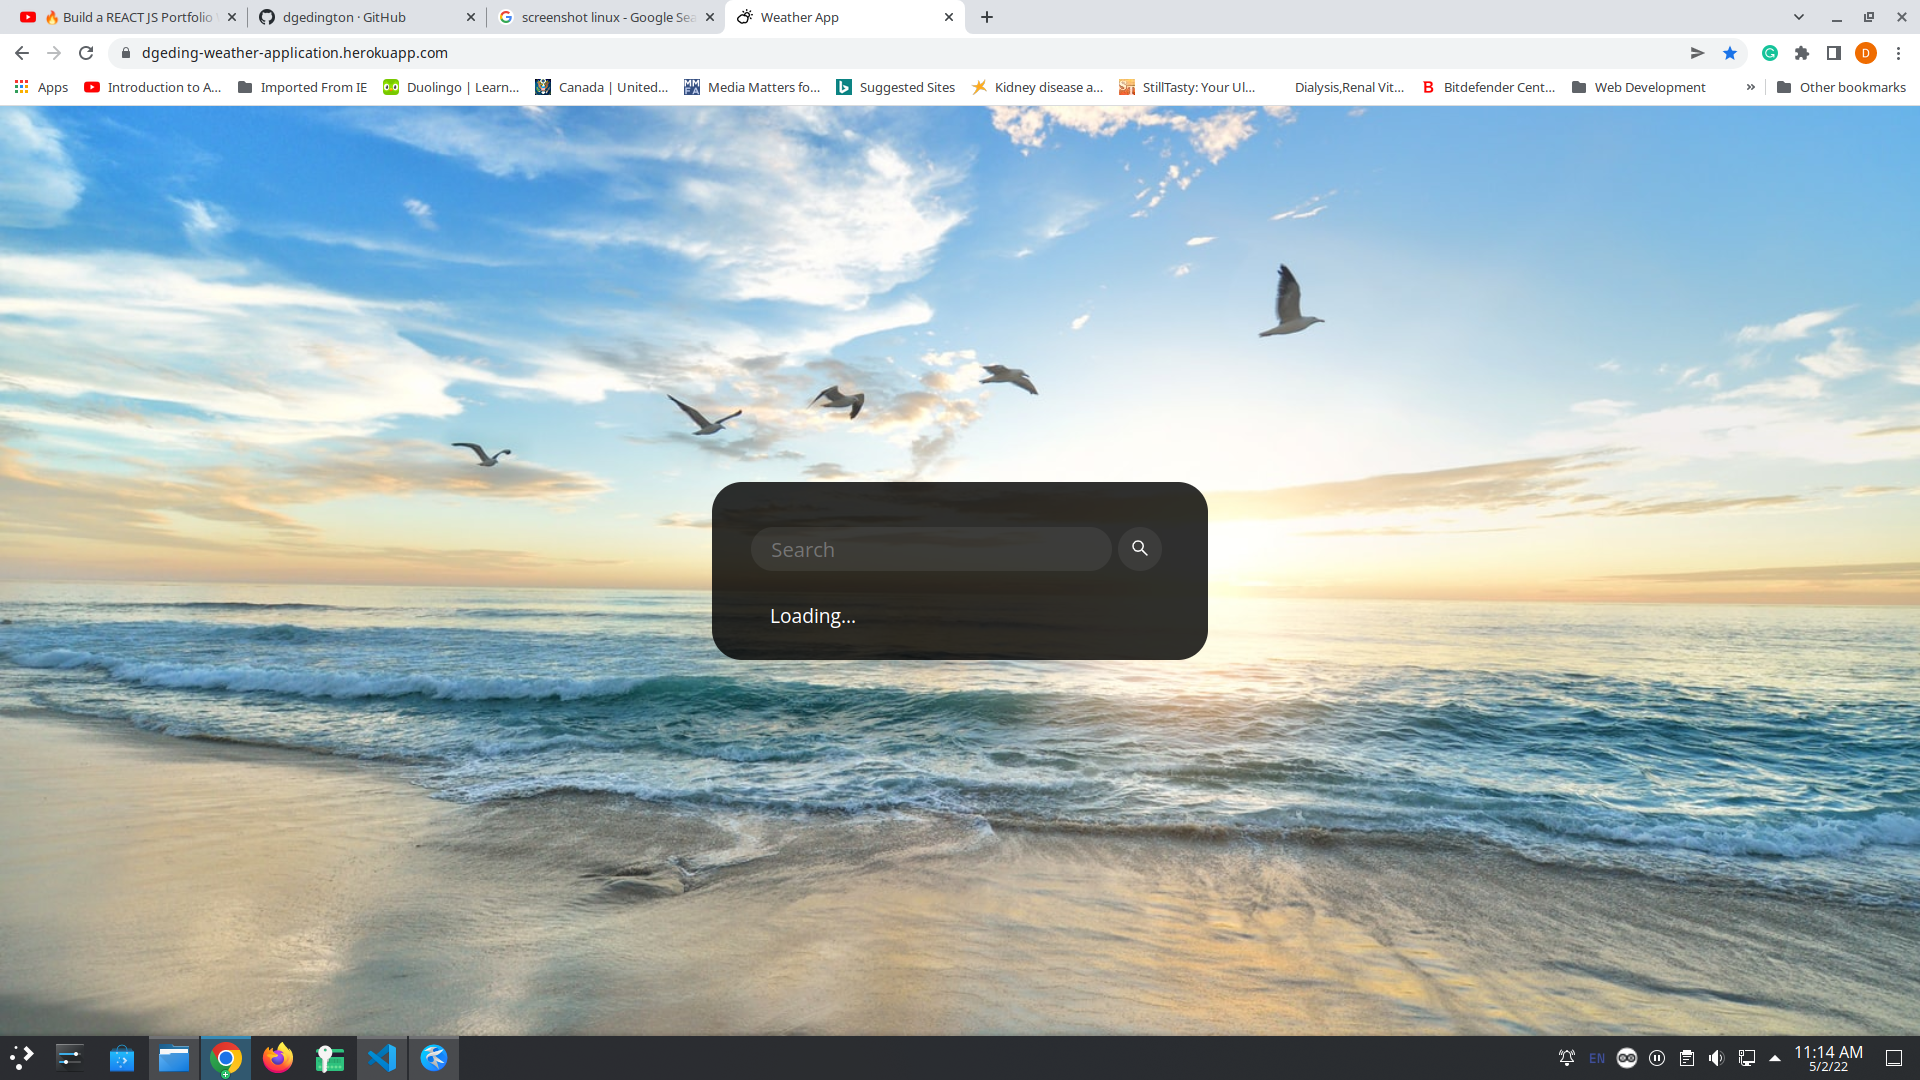 🔥 Build a REACT JS Portfolio
dgedington · GitHub
screenshot linux - Google Sea
Weather App
dgeding-weather-application.herokuapp.com
D
Apps
Introduction to A...
Imported From IE
Duolingo | Learn...
Canada | United...
MMFA
Media Matters fo...
Suggested Sites
Kidney disease a...
ST
StillTasty: Your Ul...
Dialysis,Renal Vit...
B
Bitdefender Cent...
Web Development
»
Other bookmarks
Search
Loading...
EN
11:14 AM
5/2/22